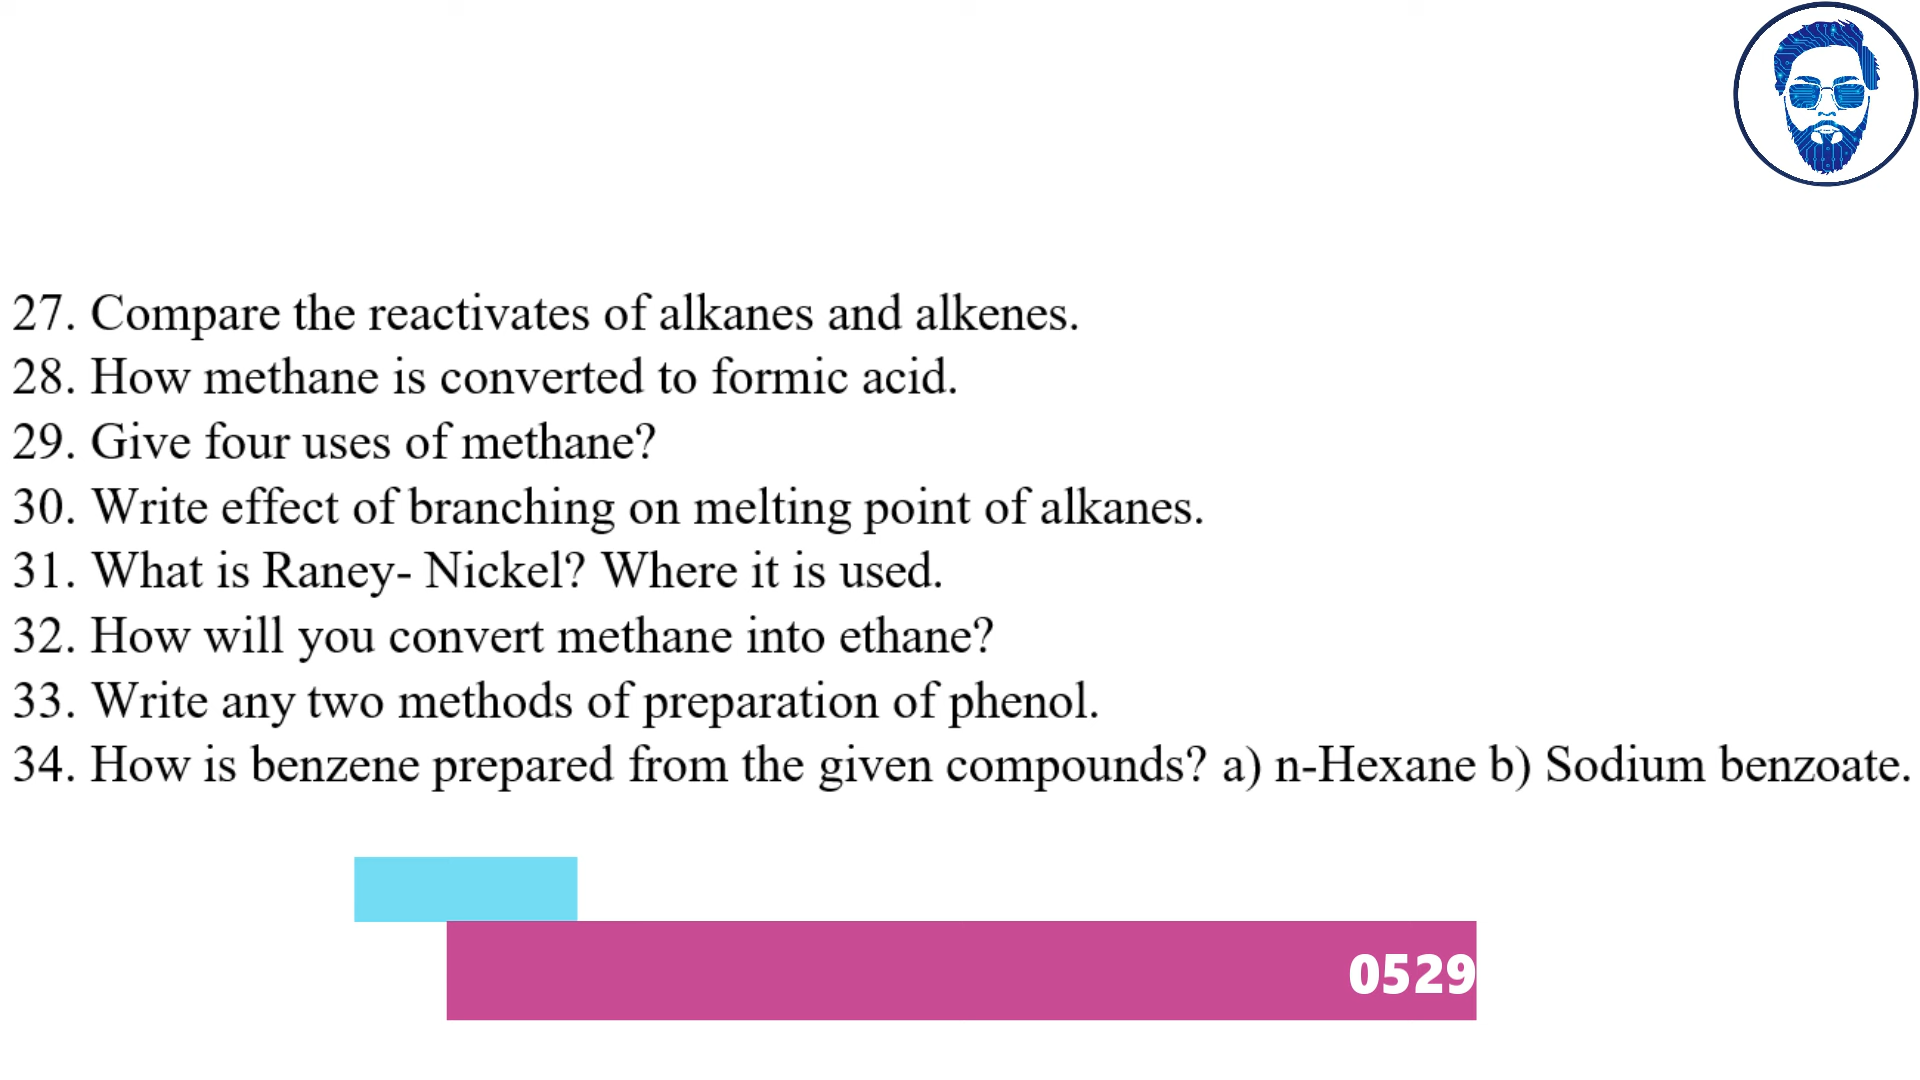 27. Compare the reactivates of alkanes and alkenes.
28. How methane is converted to formic acid.
29. Give four uses of methane?
30. Write effect of branching on melting point of alkanes.
31. What is Raney- Nickel? Where it is used.
32. How will you convert methane into ethane?
33. Write any two methods of preparation of phenol.
34. How is benzene prepared from the given compounds? a) n-Hexane b) Sodium benzoate.
0529